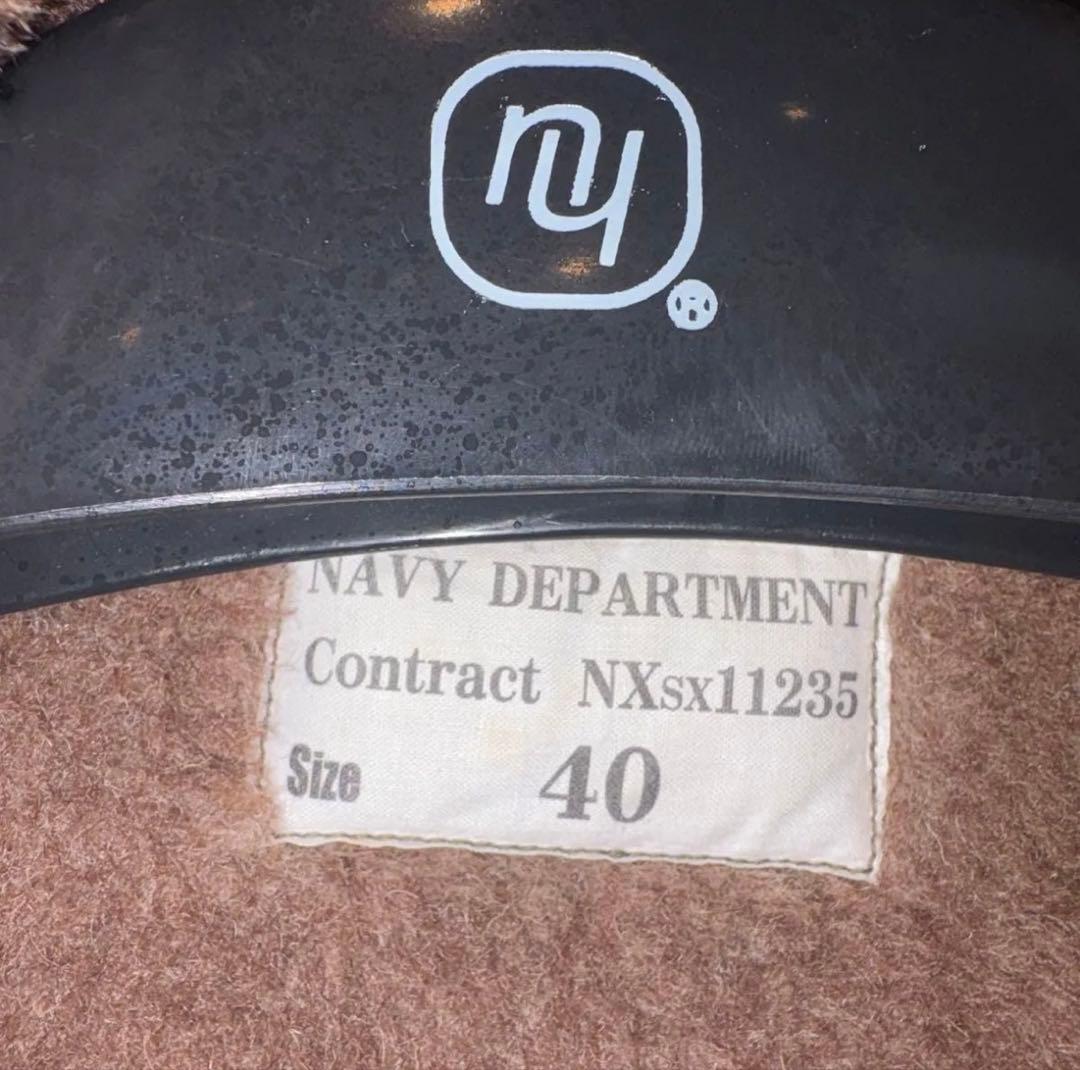 ny
®
NAVY DEPARTMENT
Contract NXsx11235
Size 40